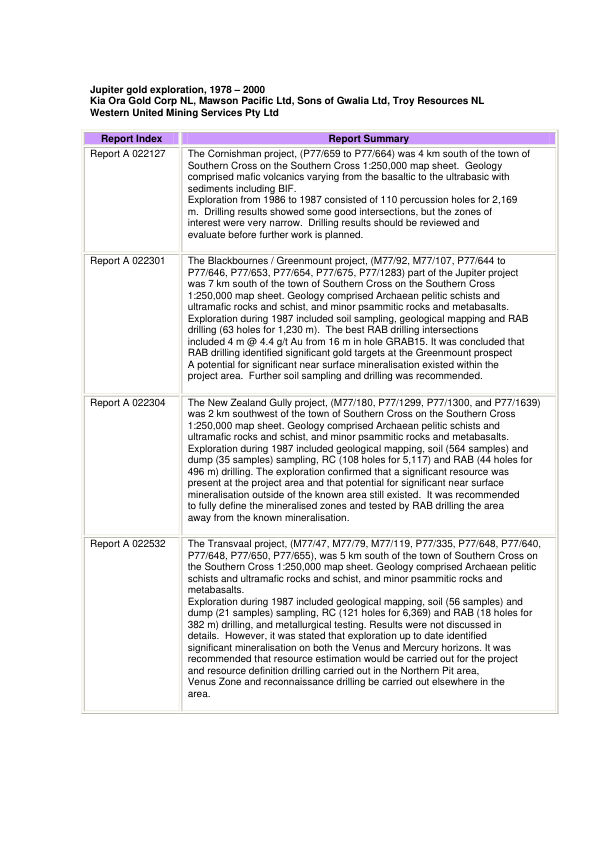 Jupiter gold exploration, 1978 – 2000
Kia Ora Gold Corp NL, Mawson Pacific Ltd, Sons of Gwalia Ltd, Troy Resources NL
Western United Mining Services Pty Ltd
Report Index
Report Summary
Report A 022127
The Cornishman project, (P77/659 to P77/664) was 4 km south of the town of
Southern Cross on the Southern Cross 1:250,000 map sheet.  Geology
comprised mafic volcanics varying from the basaltic to the ultrabasic with
sediments including BIF.
Exploration from 1986 to 1987 consisted of 110 percussion holes for 2,169
m.  Drilling results showed some good intersections, but the zones of
interest were very narrow.  Drilling results should be reviewed and
evaluate before further work is planned.
Report A 022301
The Blackbournes / Greenmount project, (M77/92, M77/107, P77/644 to
P77/646, P77/653, P77/654, P77/675, P77/1283) part of the Jupiter project
was 7 km south of the town of Southern Cross on the Southern Cross
1:250,000 map sheet. Geology comprised Archaean pelitic schists and
ultramafic rocks and schist, and minor psammitic rocks and metabasalts.
Exploration during 1987 included soil sampling, geological mapping and RAB
drilling (63 holes for 1,230 m).  The best RAB drilling intersections
included 4 m @ 4.4 g/t Au from 16 m in hole GRAB15. It was concluded that
RAB drilling identified significant gold targets at the Greenmount prospect
A potential for significant near surface mineralisation existed within the
project area.  Further soil sampling and drilling was recommended.
Report A 022304
The New Zealand Gully project, (M77/180, P77/1299, P77/1300, and P77/1639)
was 2 km southwest of the town of Southern Cross on the Southern Cross
1:250,000 map sheet. Geology comprised Archaean pelitic schists and
ultramafic rocks and schist, and minor psammitic rocks and metabasalts.
Exploration during 1987 included geological mapping, soil (564 samples) and
dump (35 samples) sampling, RC (108 holes for 5,117) and RAB (44 holes for
496 m) drilling. The exploration confirmed that a significant resource was
present at the project area and that potential for significant near surface
mineralisation outside of the known area still existed.  It was recommended
to fully define the mineralised zones and tested by RAB drilling the area
away from the known mineralisation.
Report A 022532
The Transvaal project, (M77/47, M77/79, M77/119, P77/335, P77/648, P77/640,
P77/648, P77/650, P77/655), was 5 km south of the town of Southern Cross on
the Southern Cross 1:250,000 map sheet. Geology comprised Archaean pelitic
schists and ultramafic rocks and schist, and minor psammitic rocks and
metabasalts.
Exploration during 1987 included geological mapping, soil (56 samples) and
dump (21 samples) sampling, RC (121 holes for 6,369) and RAB (18 holes for
382 m) drilling, and metallurgical testing. Results were not discussed in
details.  However, it was stated that exploration up to date identified
significant mineralisation on both the Venus and Mercury horizons. It was
recommended that resource estimation would be carried out for the project
and resource definition drilling carried out in the Northern Pit area,
Venus Zone and reconnaissance drilling be carried out elsewhere in the
area.